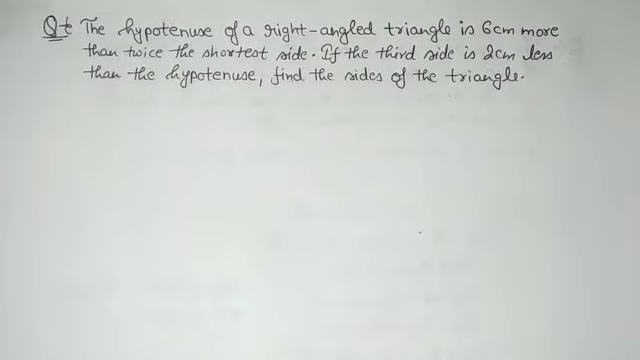 Q:- The hypotenuse of a right-angled triangle is 6cm more
than twice the shortest side. If the third side is 2cm less
than the hypotenuse, find the sides of the triangle.